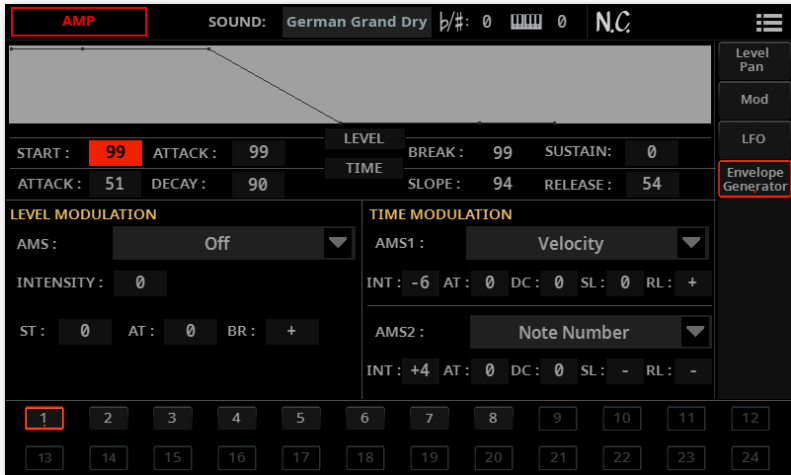 AMP SOUND: German Grand Dry ♭/#: 0 0 N.C.
Level
Pan
Mod
LFO
Envelope
Generator
LEVEL
START : 99 ATTACK : 99 BREAK : 99 SUSTAIN: 0
TIME
ATTACK : 51 DECAY : 90 SLOPE : 94 RELEASE : 54
LEVEL MODULATION
AMS : Off
INTENSITY : 0
ST : 0 AT : 0 BR : +
TIME MODULATION
AMS1 : Velocity
INT : -6 AT : 0 DC : 0 SL : 0 RL : +
AMS2 : Note Number
INT : +4 AT : 0 DC : 0 SL : - RL : -
1 2 3 4 5 6 7 8 9 10 11 12
13 14 15 16 17 18 19 20 21 22 23 24